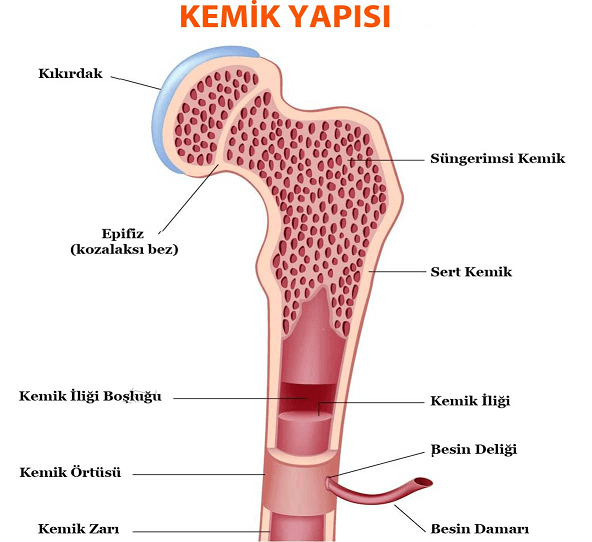 KEMİK YAPISI
Kıkırdak
Süngerimsi Kemik
Epifiz
(kozalaksı bez)
Sert Kemik
Kemik İliği Boşluğu
Kemik İliği
Besin Deliği
Kemik Örtüsü
Kemik Zarı
Besin Damarı